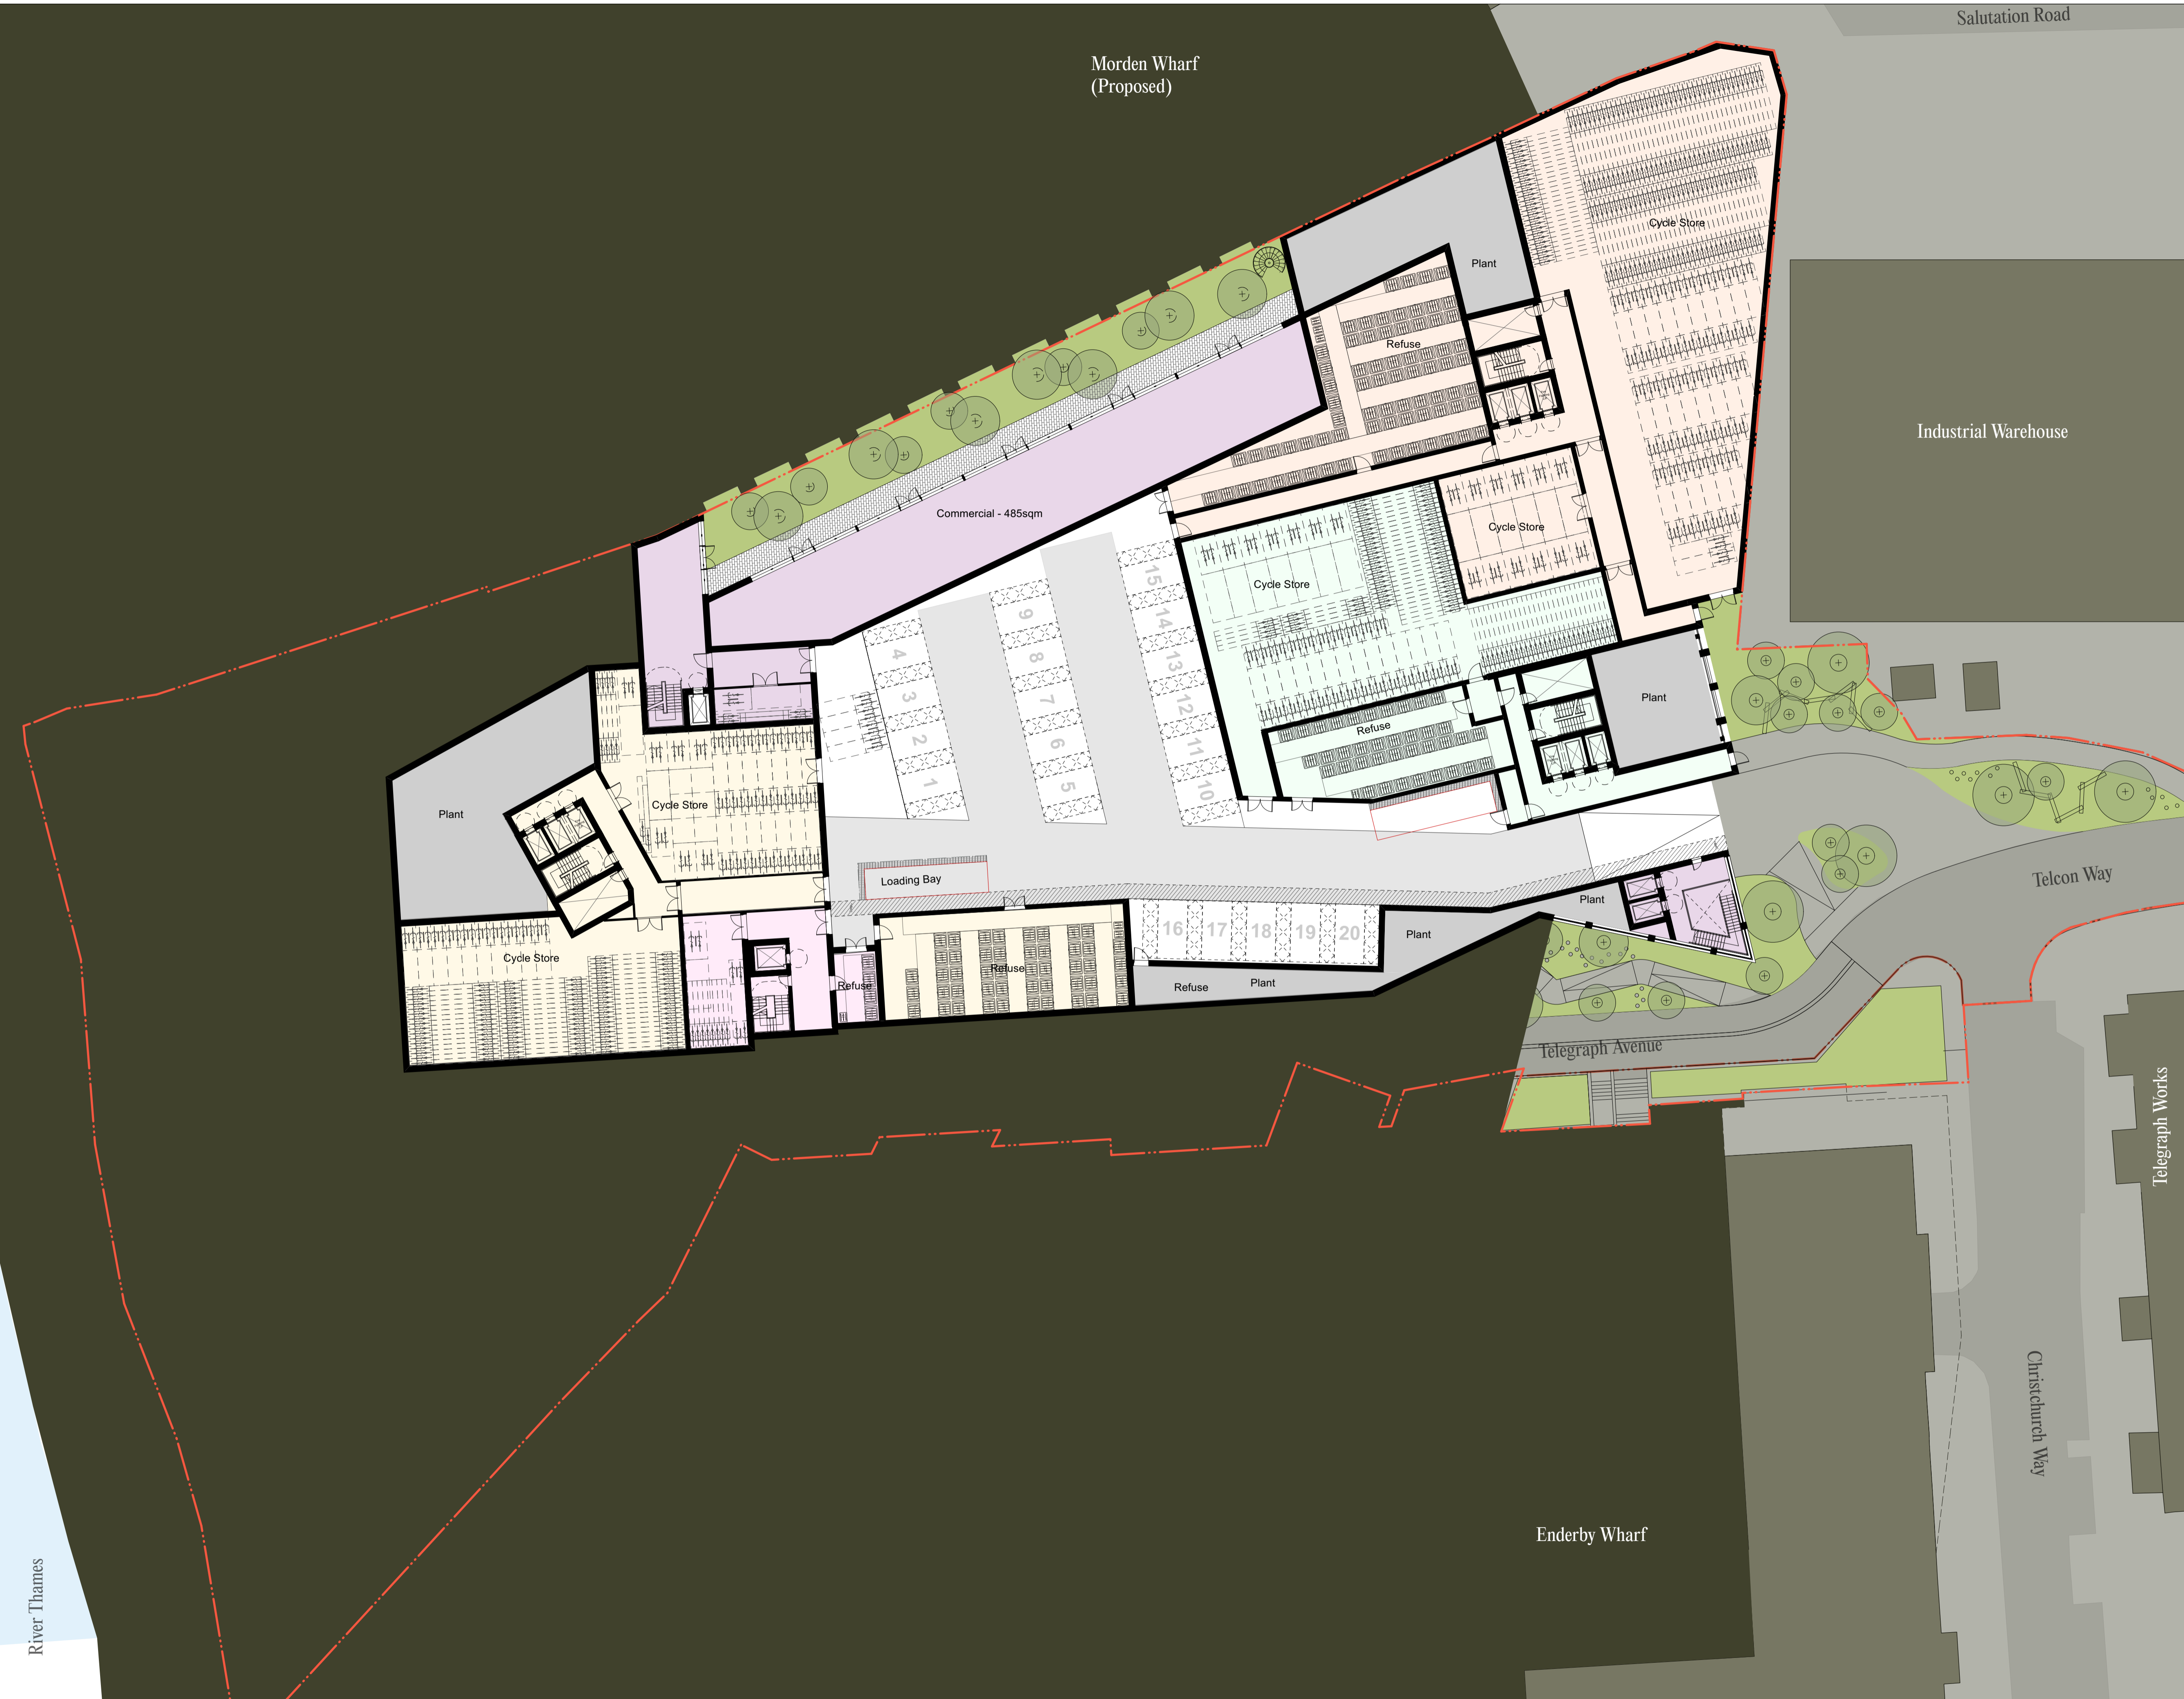 Salutation Road
Morden Wharf
(Proposed)
Cycle Store
Plant
Refuse
Industrial Warehouse
Commercial - 485sqm
Cycle Store
Cycle Store
15
14
13
12
11
10
9
8
7
6
5
4
3
2
1
Plant
Refuse
Cycle Store
Plant
Loading Bay
Telcon Way
Plant
16 17 18 19 20
Plant
Cycle Store
Refuse
Refuse
Refuse
Plant
Telegraph Avenue
Telegraph Works
Christchurch Way
Enderby Wharf
River Thames